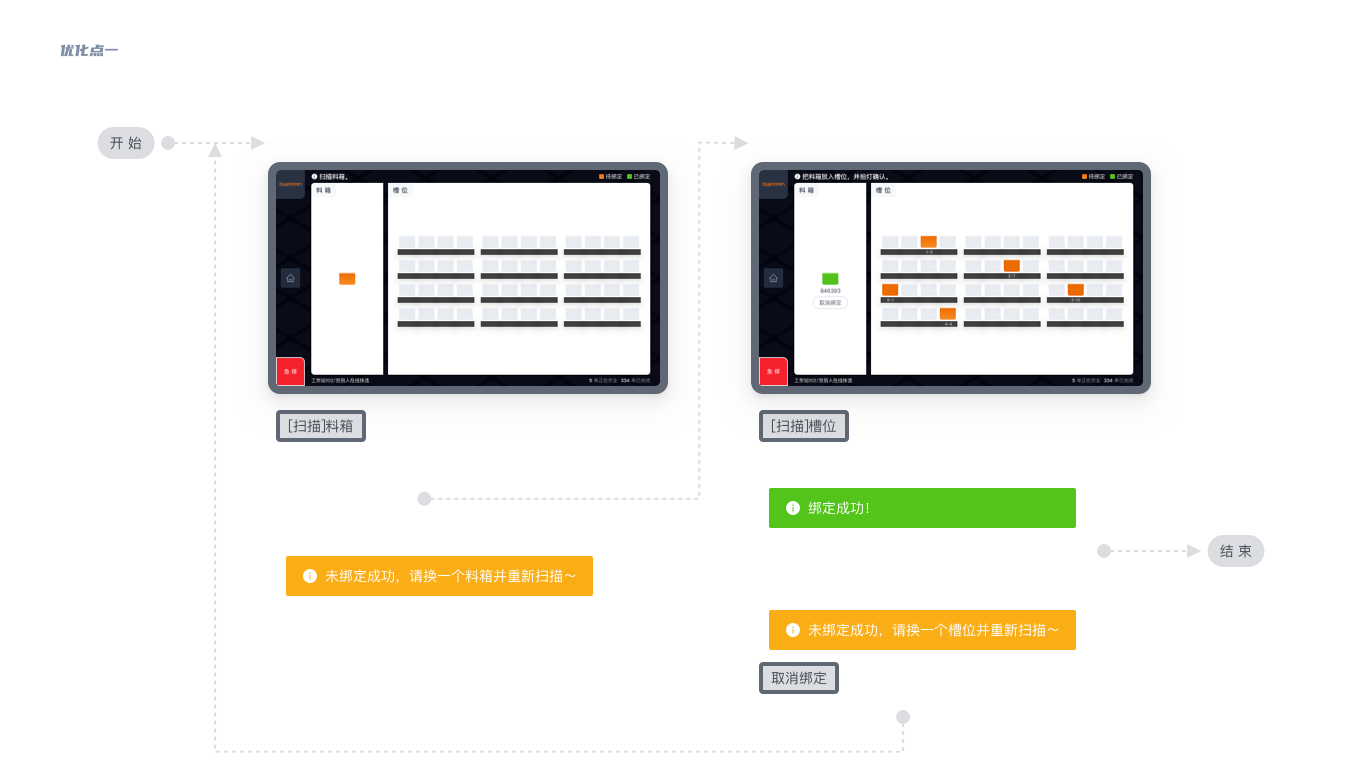 优化点一
开 始
扫描料箱。
待绑定 已绑定
料 箱
槽 位
急 停
[扫描]料箱
未绑定成功，请换一个料箱并重新扫描～
把料箱放入槽位，并拍灯确认。
待绑定 已绑定
料 箱
槽 位
846393
取消绑定
急 停
[扫描]槽位
绑定成功！
结 束
未绑定成功，请换一个槽位并重新扫描～
取消绑定